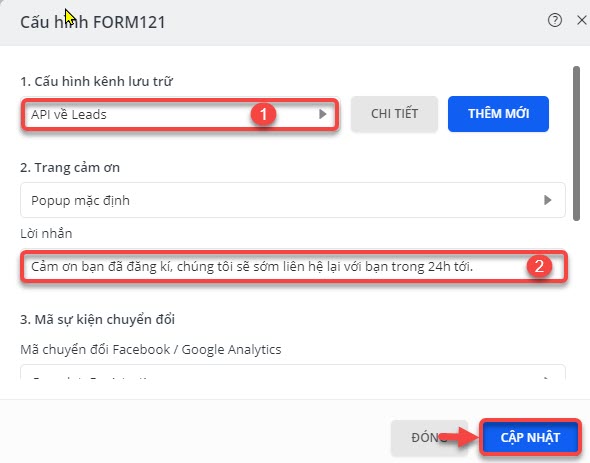 Cấu hình FORM121
1. Cấu hình kênh lưu trữ
API về Leads
1
CHI TIẾT
THÊM MỚI
2. Trang cảm ơn
Popup mặc định
Lời nhắn
Cảm ơn bạn đã đăng kí, chúng tôi sẽ sớm liên hệ lại với bạn trong 24h tới.
2
3. Mã sự kiện chuyển đổi
Mã chuyển đổi Facebook / Google Analytics
ĐÓNG
CẬP NHẬT